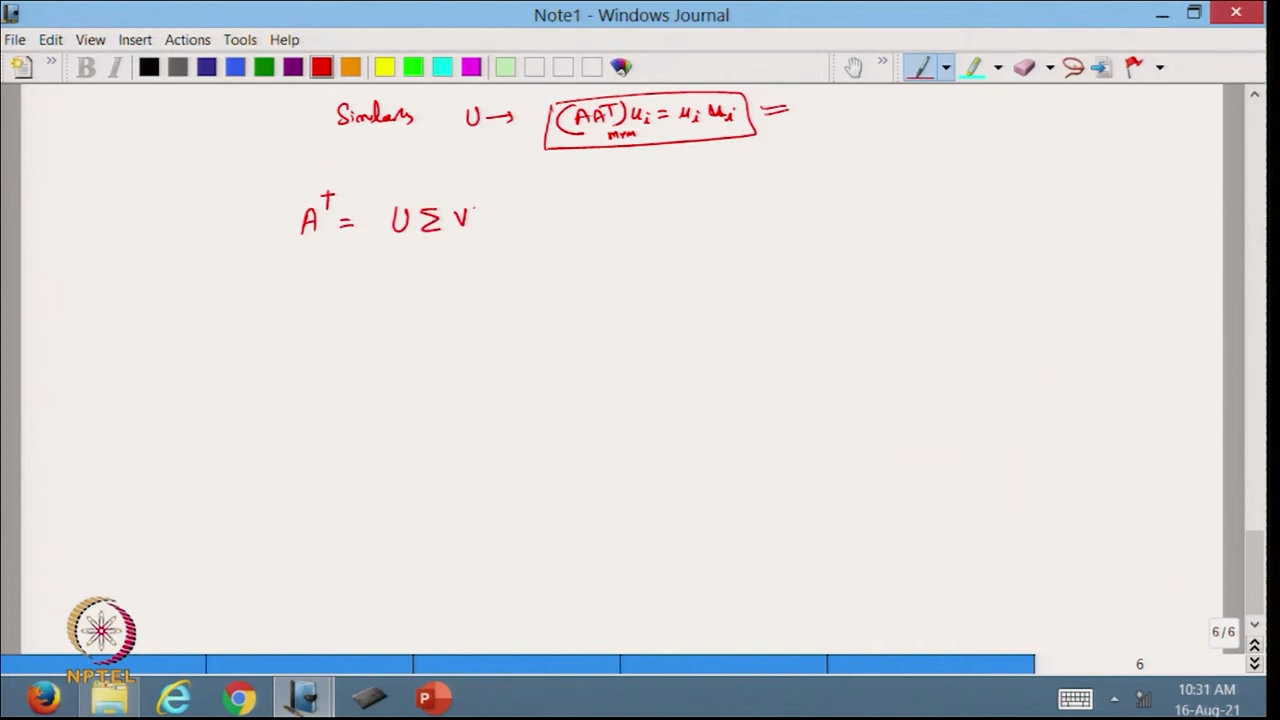 Note1 - Windows Journal
File Edit View Insert Actions Tools Help
B I
Similarly U → (AAᵀ)uᵢ = μᵢ uᵢ =
m×m
A† = U Σ V
6/6
NPTEL
6
10:31 AM
16-Aug-21